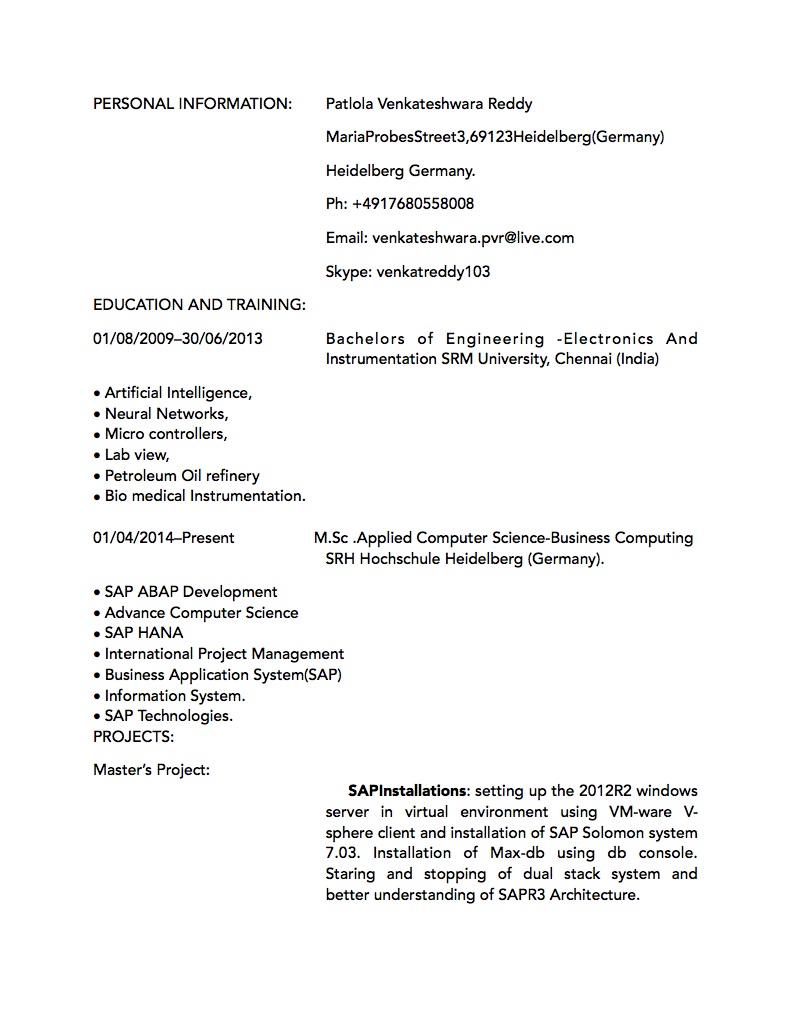 PERSONAL INFORMATION: Patlola Venkateshwara Reddy
MariaProbesStreet3,69123Heidelberg(Germany)
Heidelberg Germany.
Ph: +4917680558008
Email: venkateshwara.pvr@live.com
Skype: venkatreddy103
EDUCATION AND TRAINING:
01/08/2009–30/06/2013 Bachelors of Engineering -Electronics And
Instrumentation SRM University, Chennai (India)
• Artificial Intelligence,
• Neural Networks,
• Micro controllers,
• Lab view,
• Petroleum Oil refinery
• Bio medical Instrumentation.
01/04/2014–Present M.Sc .Applied Computer Science-Business Computing
SRH Hochschule Heidelberg (Germany).
• SAP ABAP Development
• Advance Computer Science
• SAP HANA
• International Project Management
• Business Application System(SAP)
• Information System.
• SAP Technologies.
PROJECTS:
Master’s Project:
SAPInstallations: setting up the 2012R2 windows
server in virtual environment using VM-ware V-
sphere client and installation of SAP Solomon system
7.03. Installation of Max-db using db console.
Staring and stopping of dual stack system and
better understanding of SAPR3 Architecture.